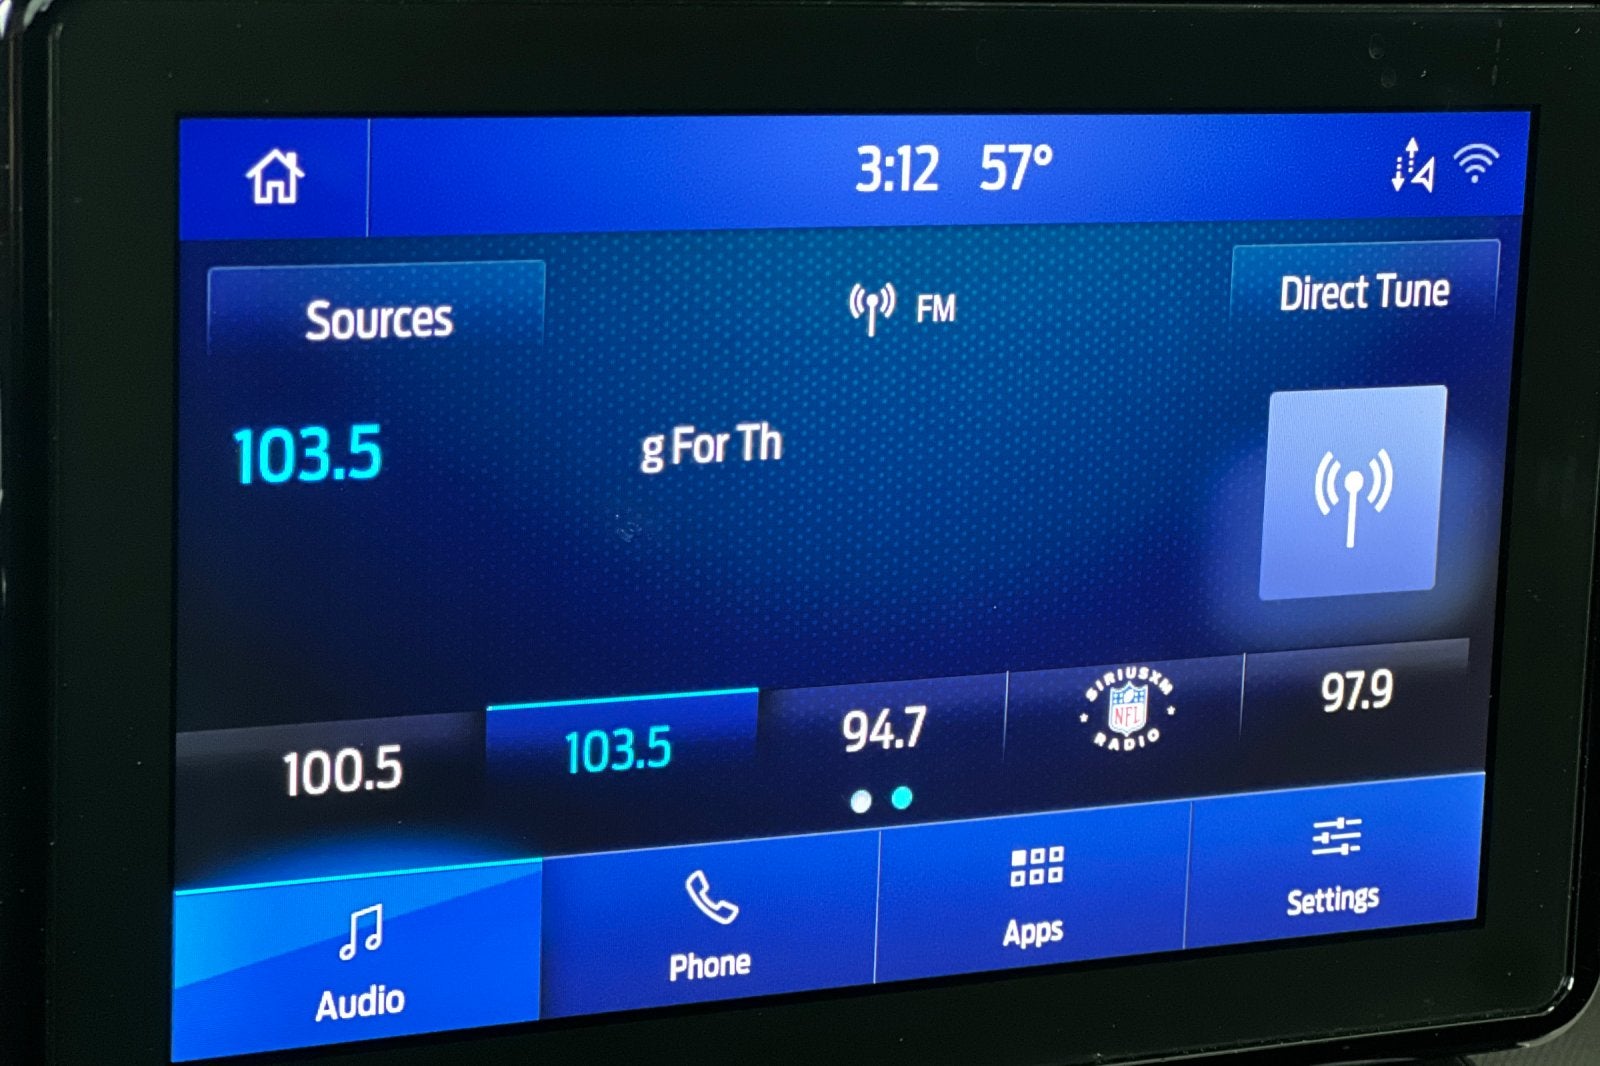 3:12 57°
Sources
FM
Direct Tune
103.5
g For Th
100.5
103.5
94.7
SIRIUSXM
NFL
RADIO
97.9
Audio
Phone
Apps
Settings